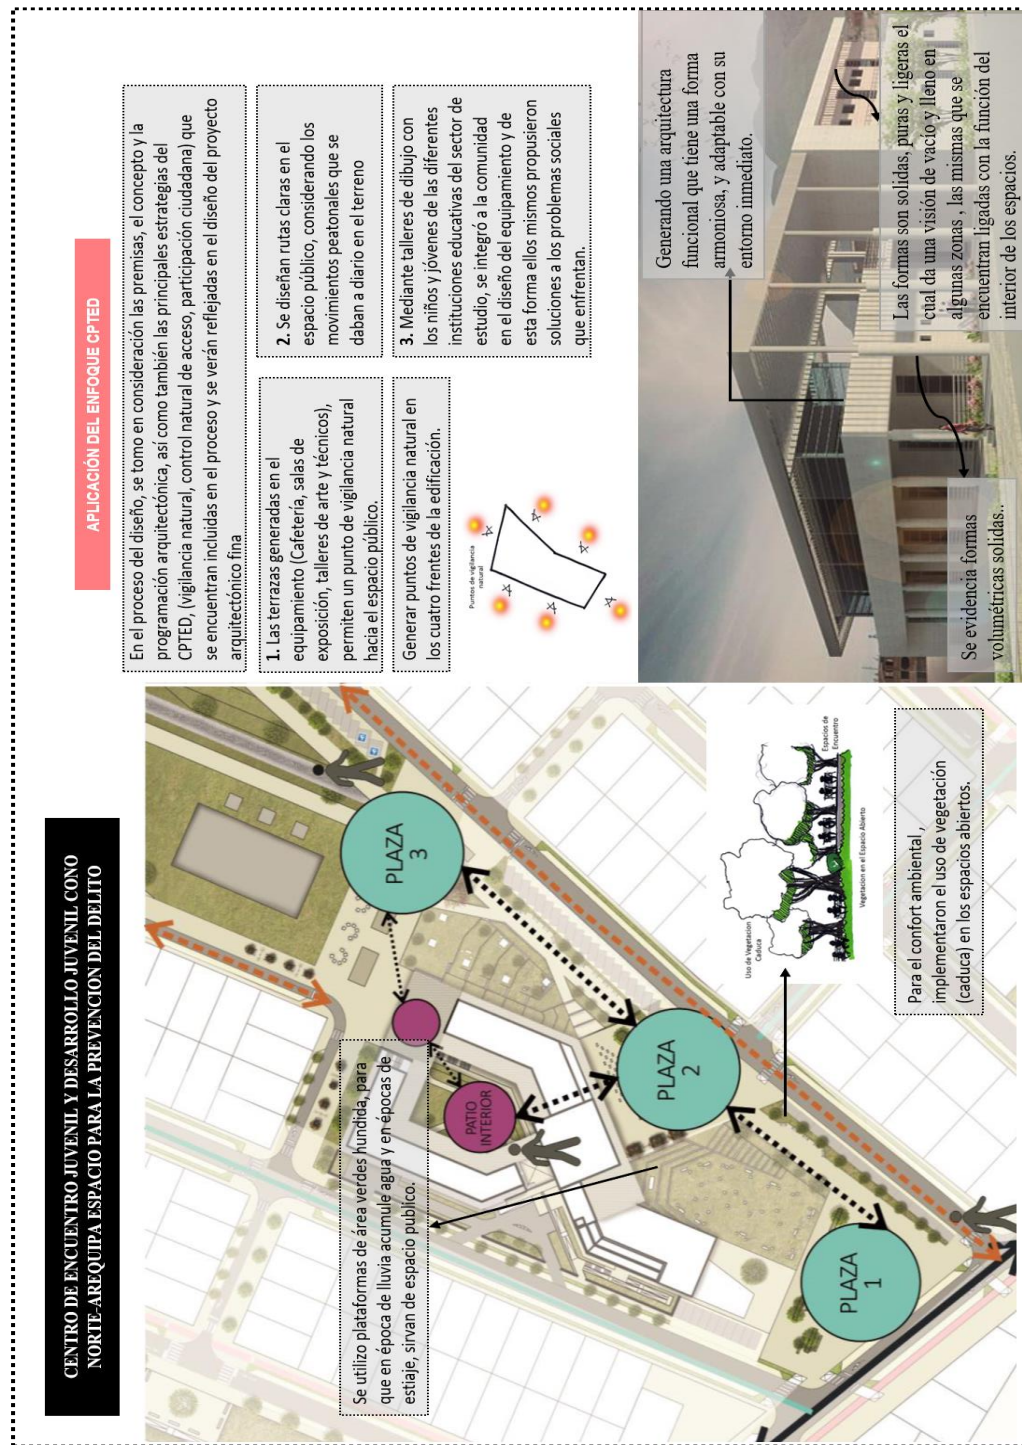 CENTRO DE ENCUENTRO JUVENIL Y DESARROLLO JUVENIL CONO
NORTE-AREQUIPA ESPACIO PARA LA PREVENCION DEL DELITO
Se utilizo plataformas de área verdes hundida, para
que en época de lluvia acumule agua y en épocas de
estiaje, sirvan de espacio publico.
PLAZA
1
PLAZA
2
PLAZA
3
PATIO
INTERIOR
Uso de Vegetacion
Caduca
Espacios de
Encuentro
Vegetacion en el Espacio Abierto
Para el confort ambiental ,
implementaron el uso de vegetación
(caduca) en los espacios abiertos.
APLICACIÓN DEL ENFOQUE CPTED
En el proceso del diseño, se tomo en consideración las premisas, el concepto y la
programación arquitectónica, así como también las principales estrategias del
CPTED, (vigilancia natural, control natural de acceso, participación ciudadana) que
se encuentran incluidas en el proceso y se verán reflejadas en el diseño del proyecto
arquitectónico fina
1. Las terrazas generadas en el
equipamiento (Cafetería, salas de
exposición, talleres de arte y técnicos),
permiten un punto de vigilancia natural
hacia el espacio público.
2. Se diseñan rutas claras en el
espacio público, considerando los
movimientos peatonales que se
daban a diario en el terreno
Generar puntos de vigilancia natural en
los cuatro frentes de la edificación.
3. Mediante talleres de dibujo con
los niños y jóvenes de las diferentes
instituciones educativas del sector de
estudio, se integró a la comunidad
en el diseño del equipamiento y de
esta forma ellos mismos propusieron
soluciones a los problemas sociales
que enfrentan.
Puntos de vigilancia
natural
Generando una arquitectura
funcional que tiene una forma
armoniosa, y adaptable con su
entorno inmediato.
Las formas son solidas, puras y ligeras el
cual da una visión de vacío y lleno en
algunas zonas , las mismas que se
encuentran ligadas con la función del
interior de los espacios.
Se evidencia formas
volumétricas solidas..